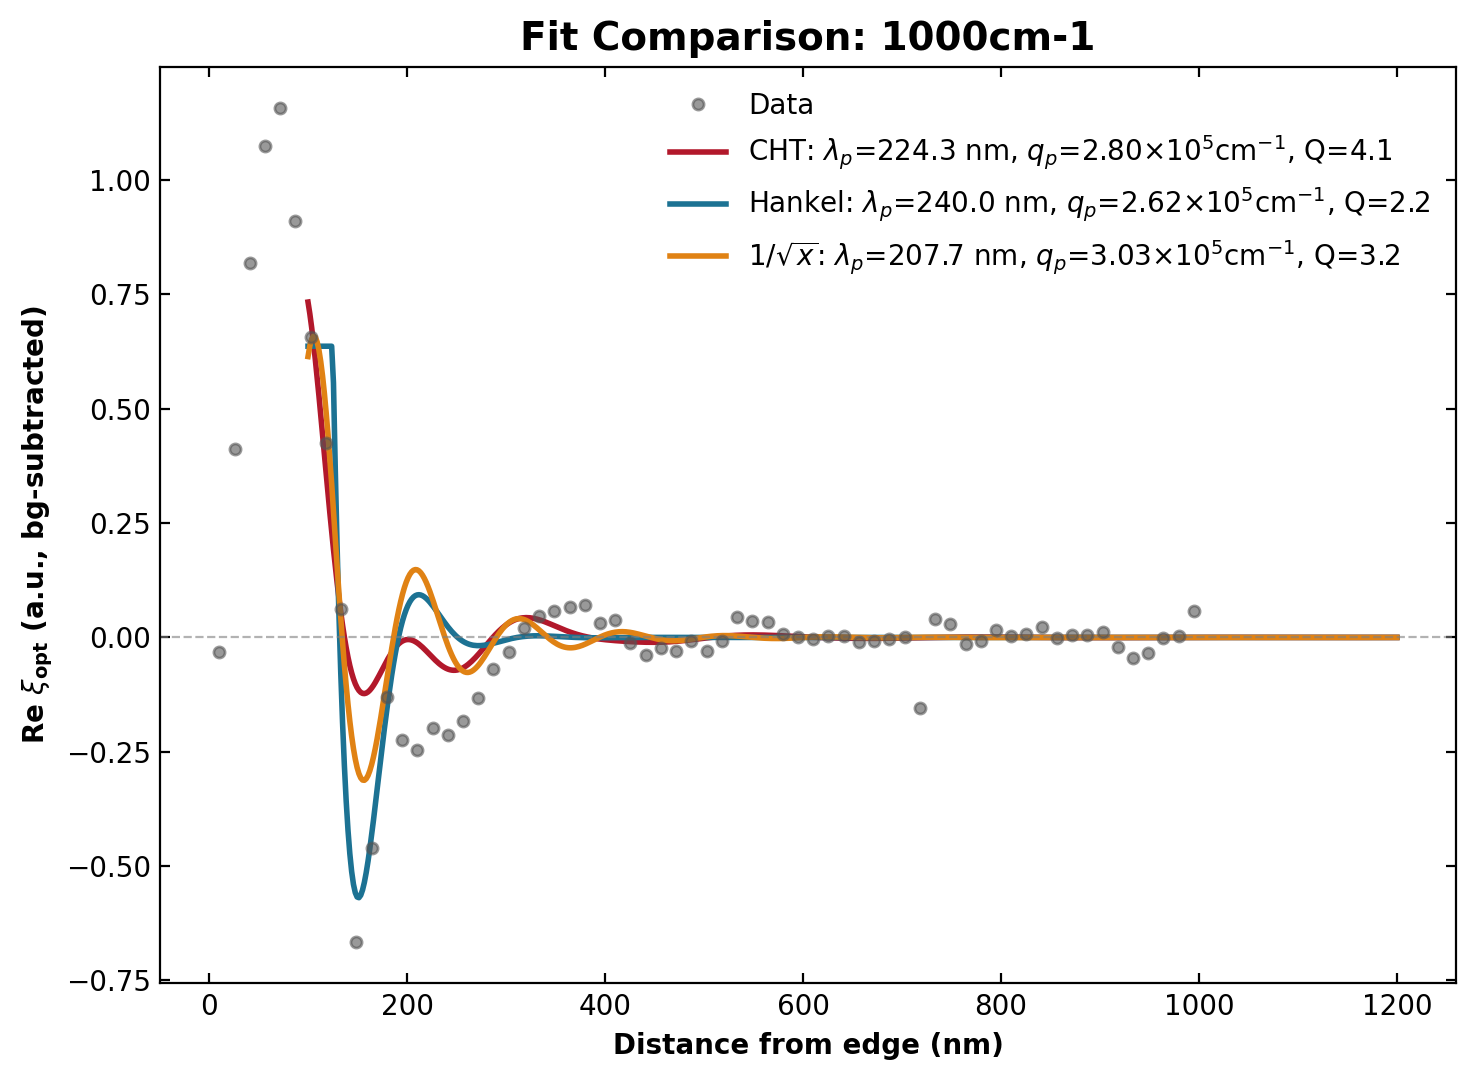 Fit Comparison: 1000cm-1
Data
CHT: λp=224.3 nm, qp=2.80×10⁵cm⁻¹, Q=4.1
Hankel: λp=240.0 nm, qp=2.62×10⁵cm⁻¹, Q=2.2
1/√x: λp=207.7 nm, qp=3.03×10⁵cm⁻¹, Q=3.2
Re ξopt (a.u., bg-subtracted)
1.00
0.75
0.50
0.25
0.00
−0.25
−0.50
−0.75
0 200 400 600 800 1000 1200
Distance from edge (nm)